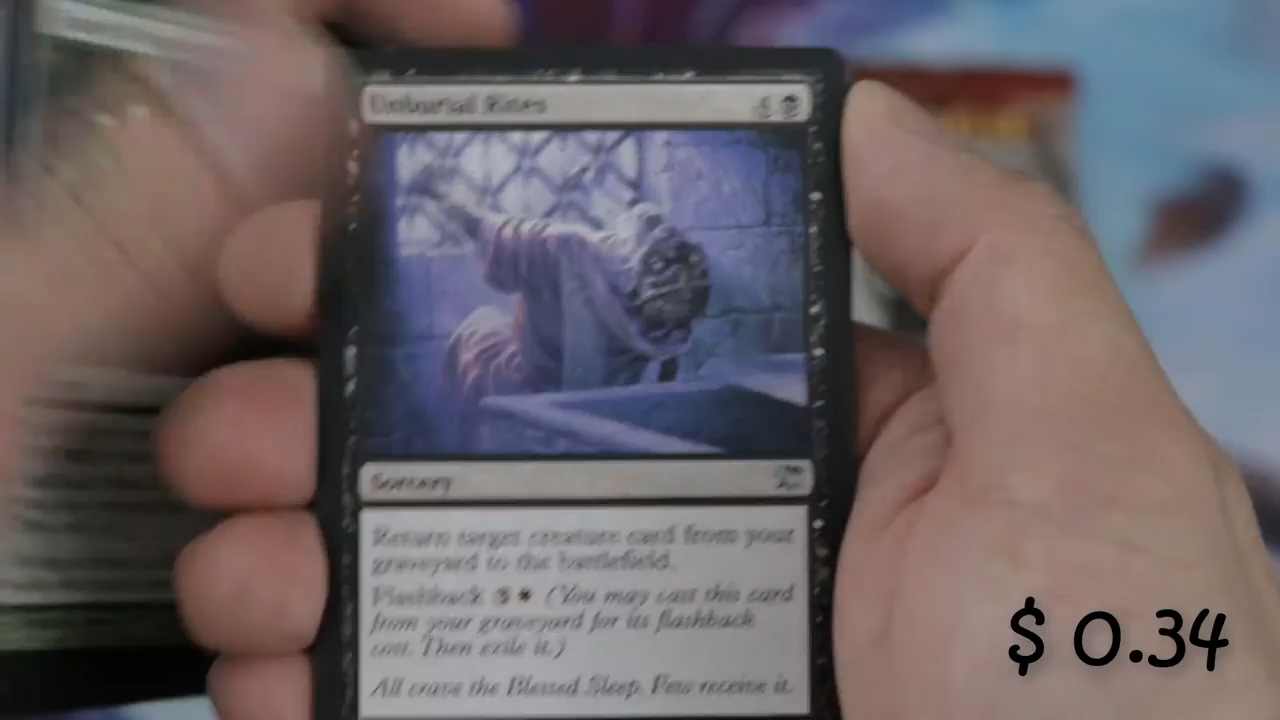 Unburial Rites 4
Sorcery
Return target creature card from your
graveyard to the battlefield.
Flashback 3 (You may cast this card
from your graveyard for its flashback
cost. Then exile it.)
All crave the Blessed Sleep. Few receive it.
$ 0.34